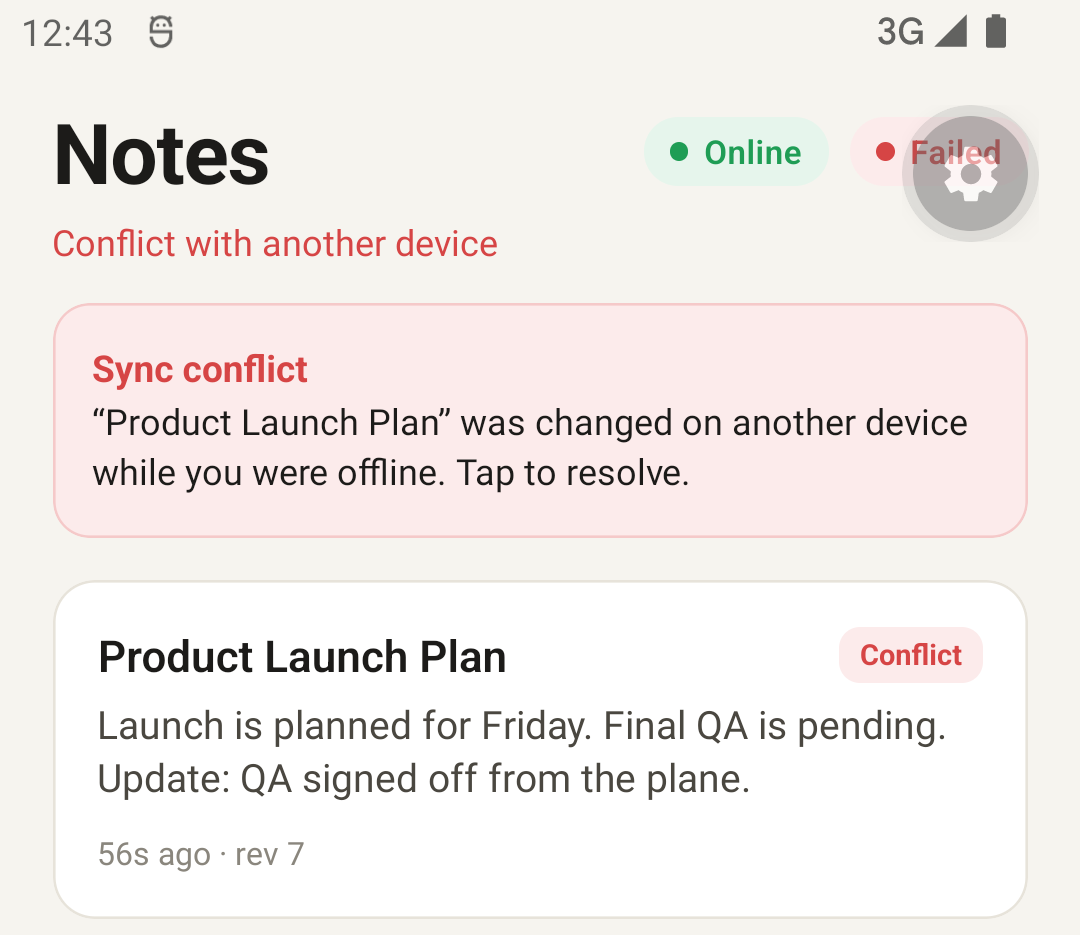 12:43
3G
Notes
Online
Failed
Conflict with another device
Sync conflict
“Product Launch Plan” was changed on another device
while you were offline. Tap to resolve.
Product Launch Plan
Conflict
Launch is planned for Friday. Final QA is pending.
Update: QA signed off from the plane.
56s ago · rev 7